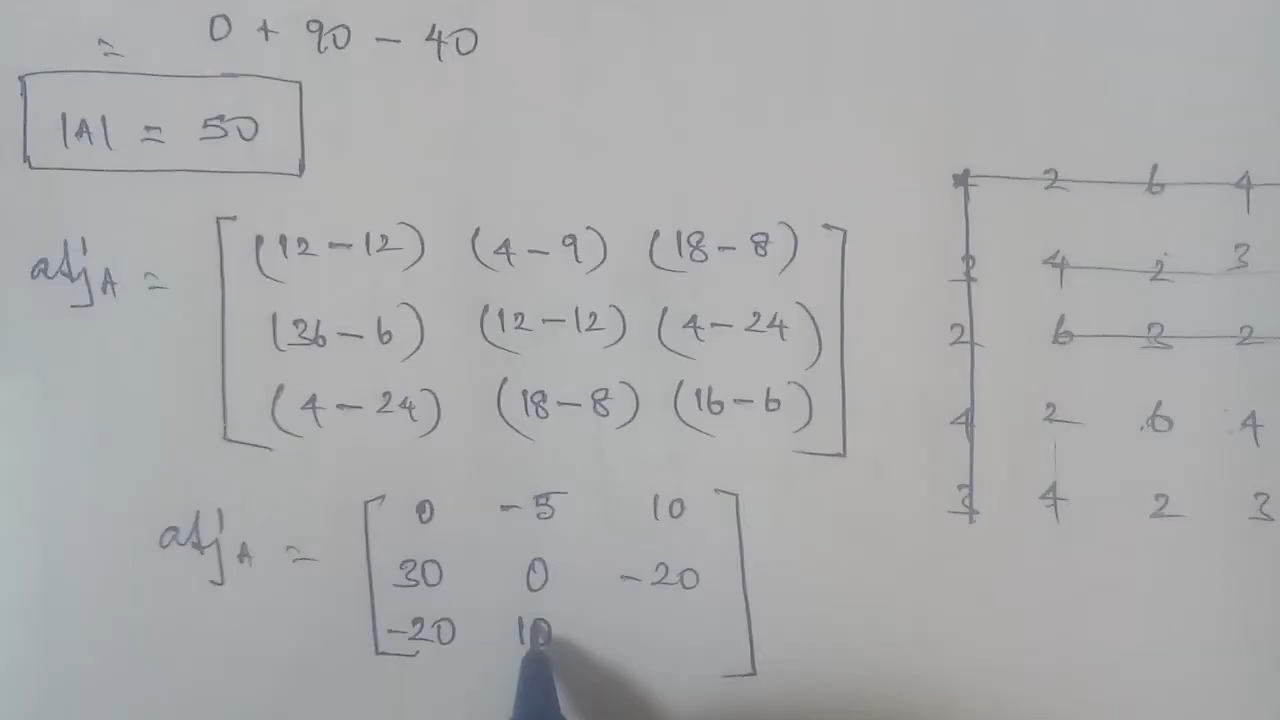 = 0 + 90 - 40
|A| = 50
adj A = [ (12-12) (4-9) (18-8)
(36-6) (12-12) (4-24)
(4-24) (18-8) (16-6) ]
adj A = [ 0 -5 10
30 0 -20
-20 10 ]
2 6 4
4 2 3
2 6 3 2
4 2 6 4
3 4 2 3